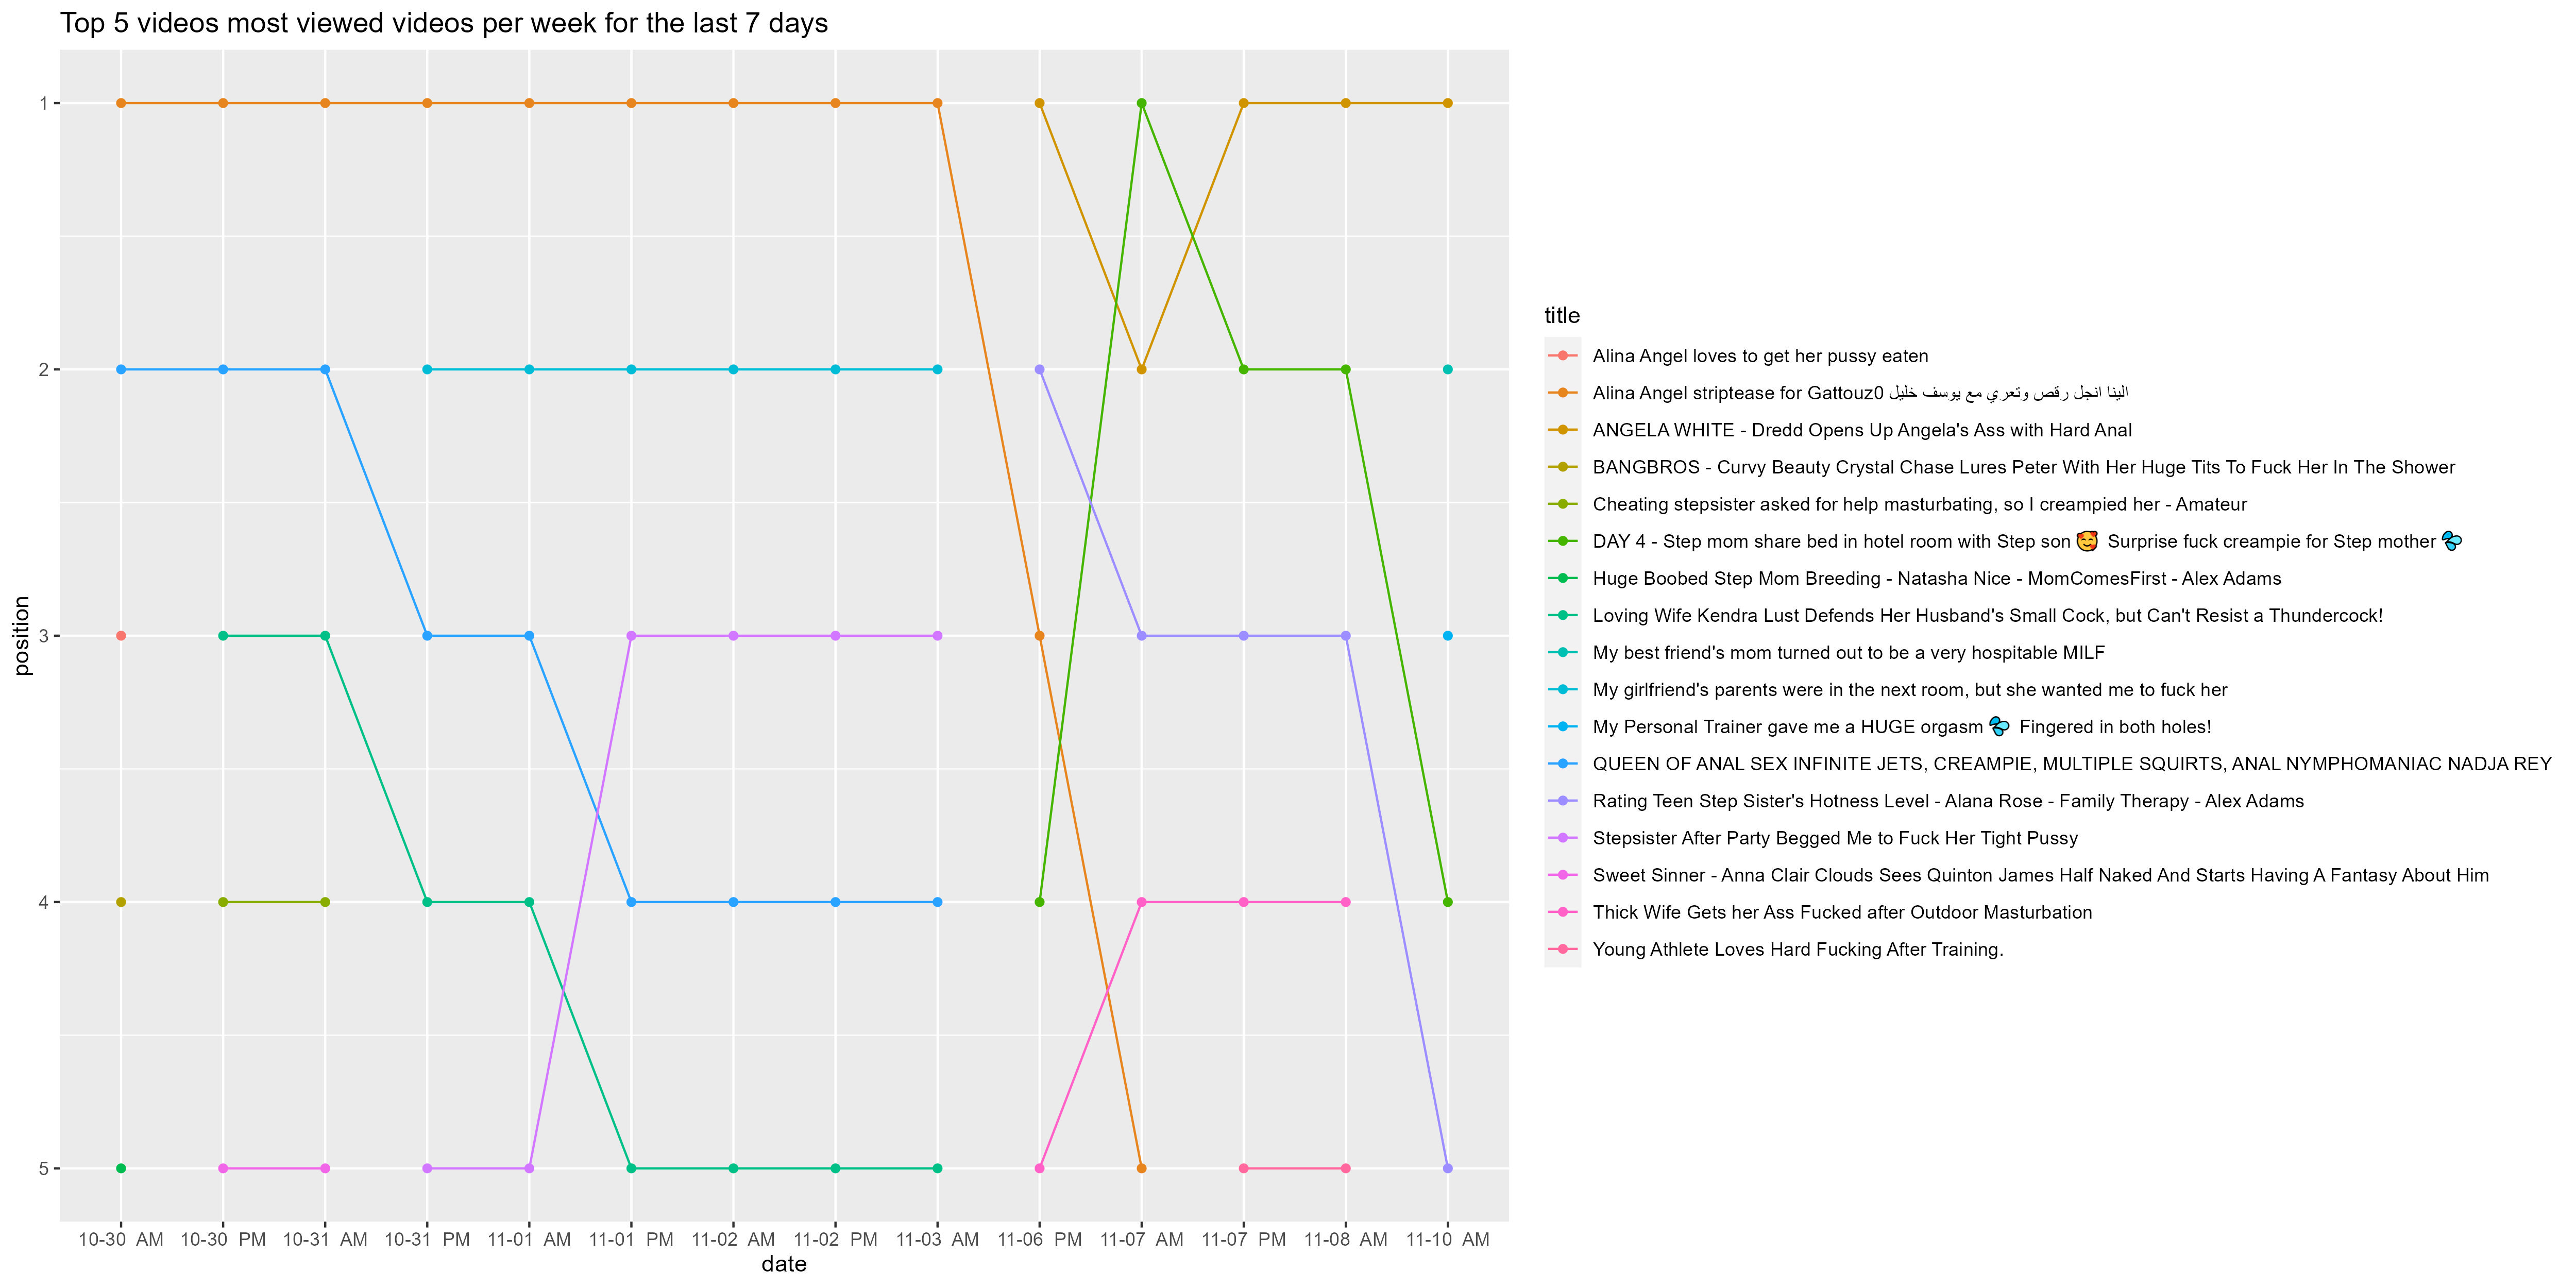 Top 5 videos most viewed videos per week for the last 7 days
1
2
3
4
5
position
10-30 AM
10-30 PM
10-31 AM
10-31 PM
11-01 AM
11-01 PM
11-02 AM
11-02 PM
11-03 AM
11-06 PM
11-07 AM
11-07 PM
11-08 AM
11-10 AM
date
title
Alina Angel loves to get her pussy eaten
Alina Angel striptease for Gattouz0 الينا انجل رقص وتعري مع يوسف خليل
ANGELA WHITE - Dredd Opens Up Angela's Ass with Hard Anal
BANGBROS - Curvy Beauty Crystal Chase Lures Peter With Her Huge Tits To Fuck Her In The Shower
Cheating stepsister asked for help masturbating, so I creampied her - Amateur
DAY 4 - Step mom share bed in hotel room with Step son 🥰 Surprise fuck creampie for Step mother 💦
Huge Boobed Step Mom Breeding - Natasha Nice - MomComesFirst - Alex Adams
Loving Wife Kendra Lust Defends Her Husband's Small Cock, but Can't Resist a Thundercock!
My best friend's mom turned out to be a very hospitable MILF
My girlfriend's parents were in the next room, but she wanted me to fuck her
My Personal Trainer gave me a HUGE orgasm 💦 Fingered in both holes!
QUEEN OF ANAL SEX INFINITE JETS, CREAMPIE, MULTIPLE SQUIRTS, ANAL NYMPHOMANIAC NADJA REY
Rating Teen Step Sister's Hotness Level - Alana Rose - Family Therapy - Alex Adams
Stepsister After Party Begged Me to Fuck Her Tight Pussy
Sweet Sinner - Anna Clair Clouds Sees Quinton James Half Naked And Starts Having A Fantasy About Him
Thick Wife Gets her Ass Fucked after Outdoor Masturbation
Young Athlete Loves Hard Fucking After Training.